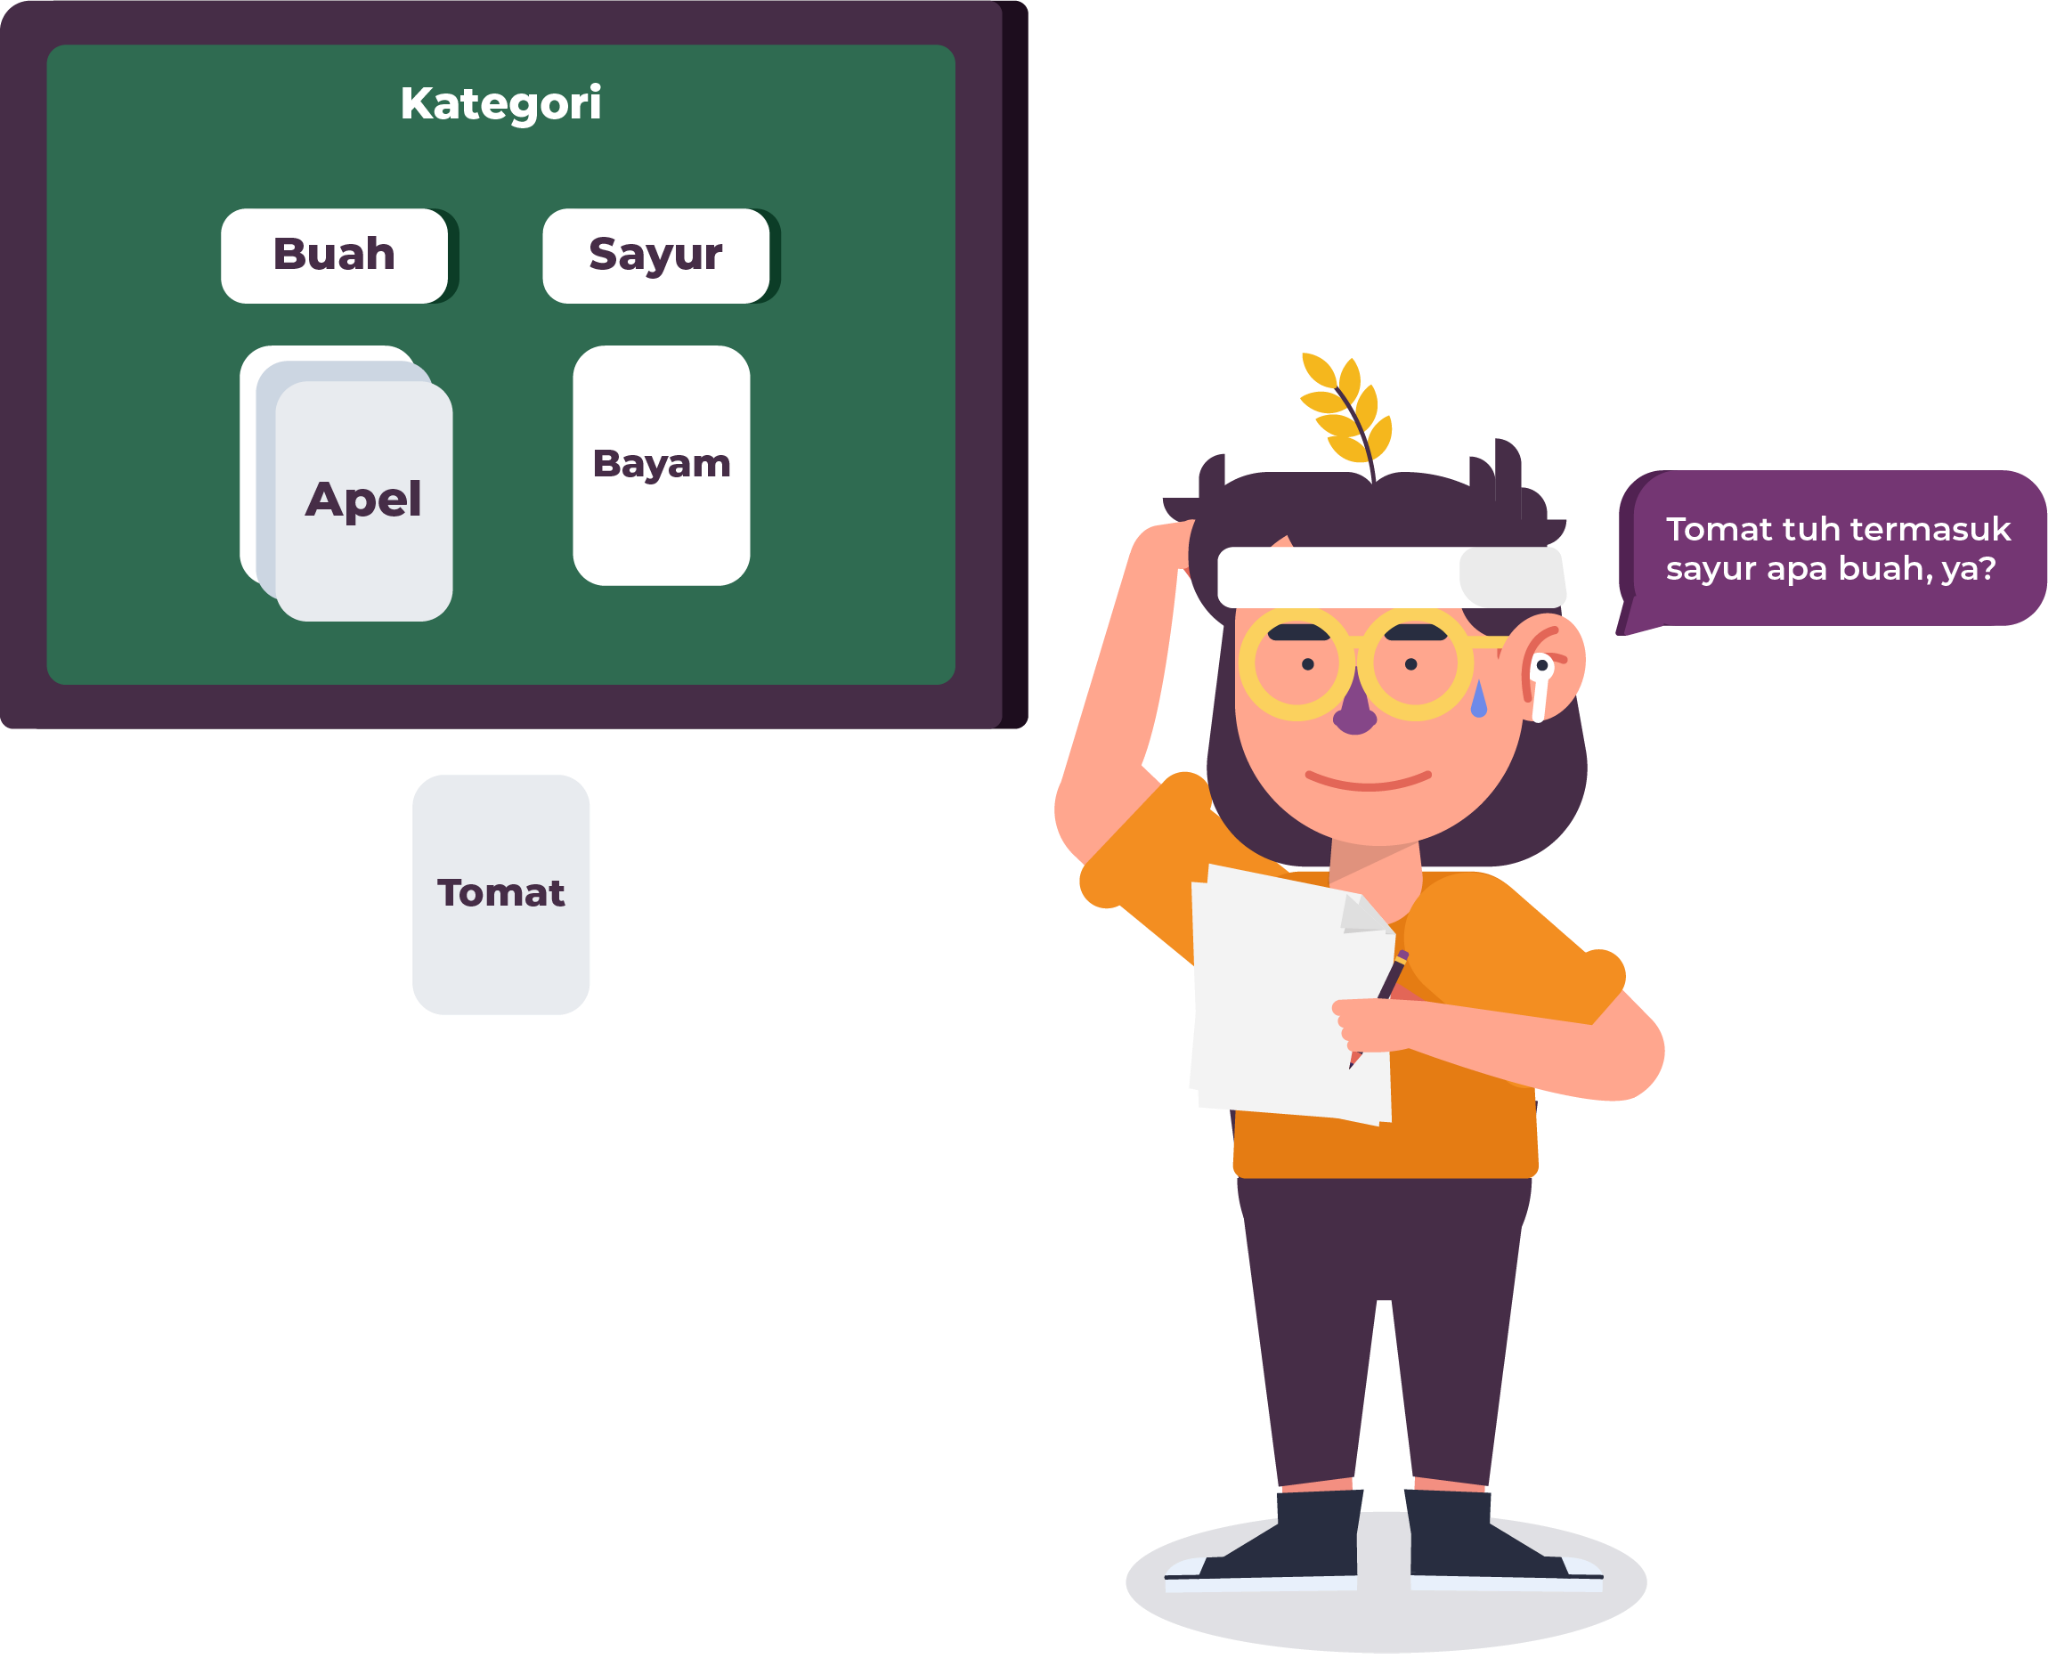 Kategori
Buah
Sayur
Apel
Bayam
Tomat
Tomat tuh termasuk
sayur apa buah, ya?